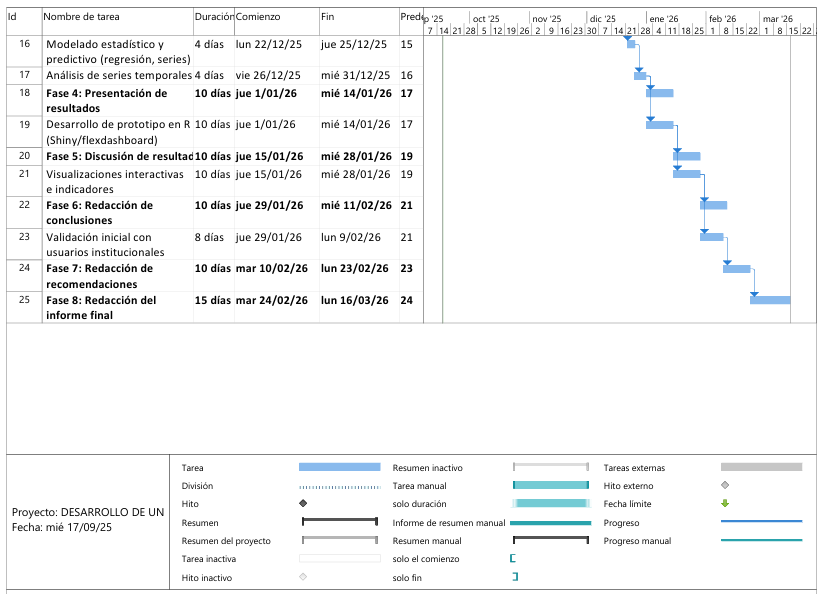 Id Nombre de tarea Duración Comienzo Fin Pred
p '25 oct '25 nov '25 dic '25 ene '26 feb '26 mar '26
7 14 21 28 5 12 19 26 2 9 16 23 30 7 14 21 28 4 11 18 25 1 8 15 22 1 8 15 22
16 Modelado estadístico y predictivo (regresión, series) 4 días lun 22/12/25 jue 25/12/25 15
17 Análisis de series temporales 4 días vie 26/12/25 mié 31/12/25 16
18 Fase 4: Presentación de resultados 10 días jue 1/01/26 mié 14/01/26 17
19 Desarrollo de prototipo en R (Shiny/flexdashboard) 10 días jue 1/01/26 mié 14/01/26 17
20 Fase 5: Discusión de resultad 10 días jue 15/01/26 mié 28/01/26 19
21 Visualizaciones interactivas e indicadores 10 días jue 15/01/26 mié 28/01/26 19
22 Fase 6: Redacción de conclusiones 10 días jue 29/01/26 mié 11/02/26 21
23 Validación inicial con usuarios institucionales 8 días jue 29/01/26 lun 9/02/26 21
24 Fase 7: Redacción de recomendaciones 10 días mar 10/02/26 lun 23/02/26 23
25 Fase 8: Redacción del informe final 15 días mar 24/02/26 lun 16/03/26 24
Proyecto: DESARROLLO DE UN
Fecha: mié 17/09/25
Tarea
División
Hito
Resumen
Resumen del proyecto
Tarea inactiva
Hito inactivo
Resumen inactivo
Tarea manual
solo duración
Informe de resumen manual
Resumen manual
solo el comienzo
solo fin
Tareas externas
Hito externo
Fecha límite
Progreso
Progreso manual